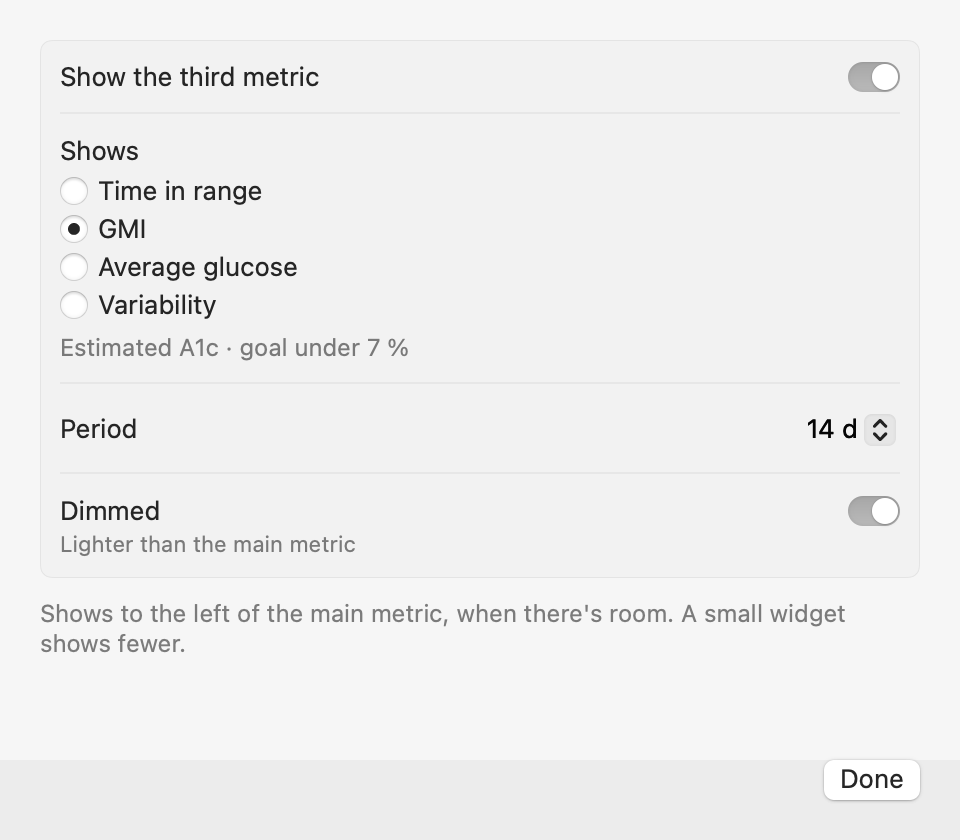 Show the third metric
Shows
Time in range
GMI
Average glucose
Variability
Estimated A1c · goal under 7 %
Period
14 d
Dimmed
Lighter than the main metric
Shows to the left of the main metric, when there's room. A small widget
shows fewer.
Done